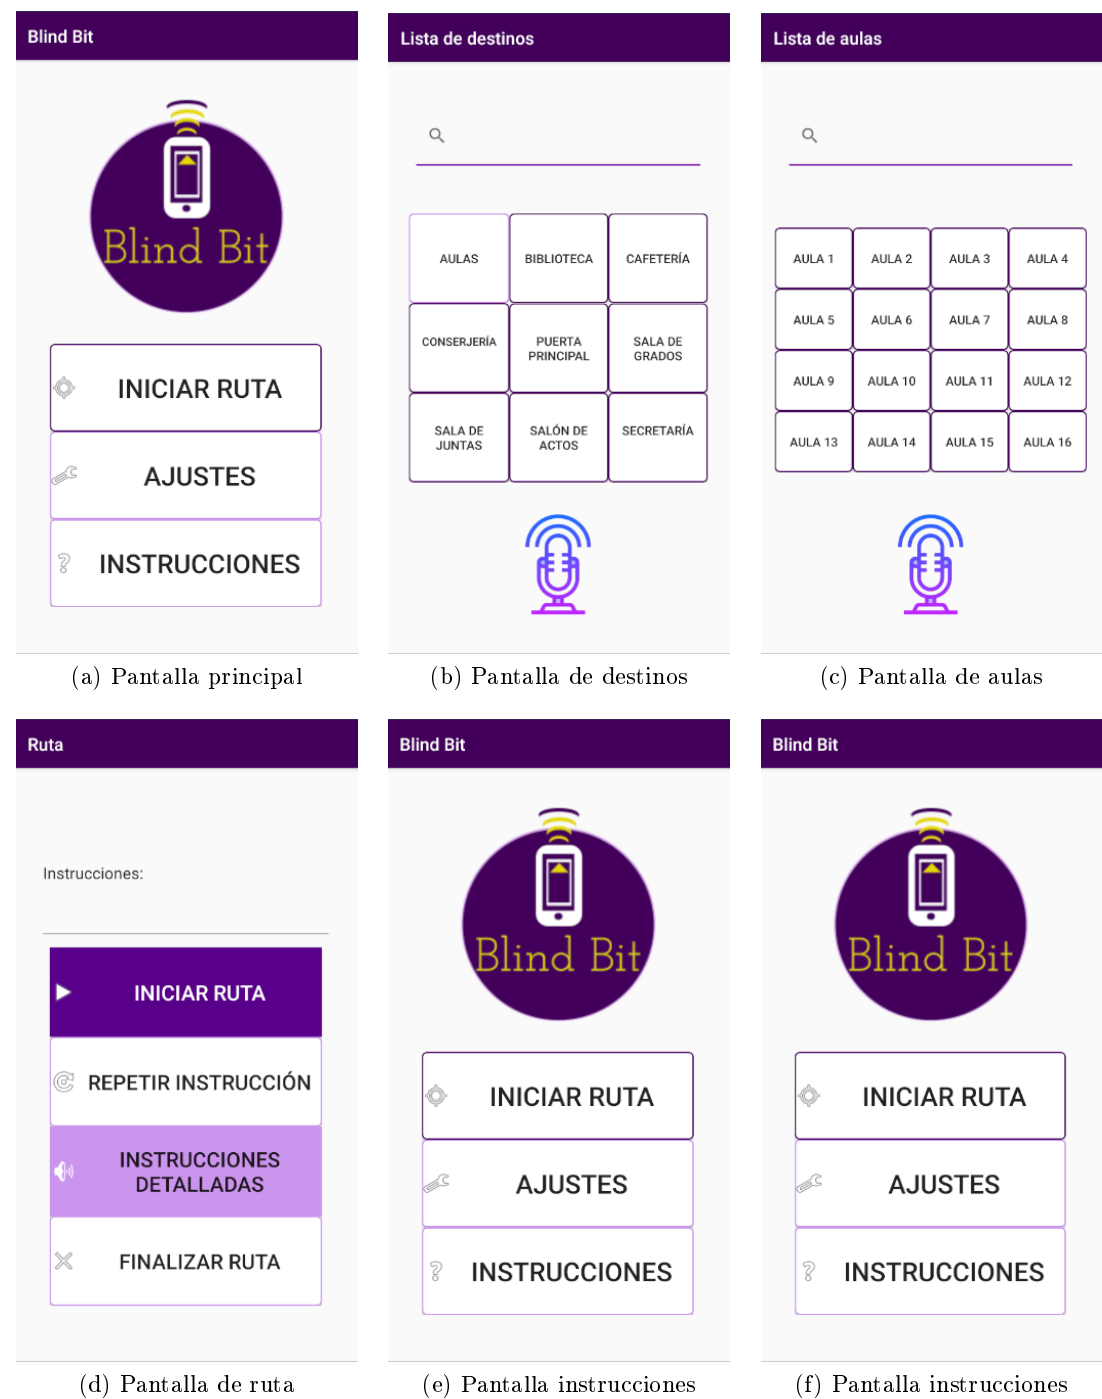 Blind Bit
Blind Bit
INICIAR RUTA
AJUSTES
INSTRUCCIONES
(a) Pantalla principal
Lista de destinos
AULAS
BIBLIOTECA
CAFETERÍA
CONSERJERÍA
PUERTA
PRINCIPAL
SALA DE
GRADOS
SALA DE
JUNTAS
SALÓN DE
ACTOS
SECRETARÍA
(b) Pantalla de destinos
Lista de aulas
AULA 1
AULA 2
AULA 3
AULA 4
AULA 5
AULA 6
AULA 7
AULA 8
AULA 9
AULA 10
AULA 11
AULA 12
AULA 13
AULA 14
AULA 15
AULA 16
(c) Pantalla de aulas
Ruta
Instrucciones:
INICIAR RUTA
REPETIR INSTRUCCIÓN
INSTRUCCIONES
DETALLADAS
FINALIZAR RUTA
(d) Pantalla de ruta
Blind Bit
Blind Bit
INICIAR RUTA
AJUSTES
INSTRUCCIONES
(e) Pantalla instrucciones
Blind Bit
Blind Bit
INICIAR RUTA
AJUSTES
INSTRUCCIONES
(f) Pantalla instrucciones